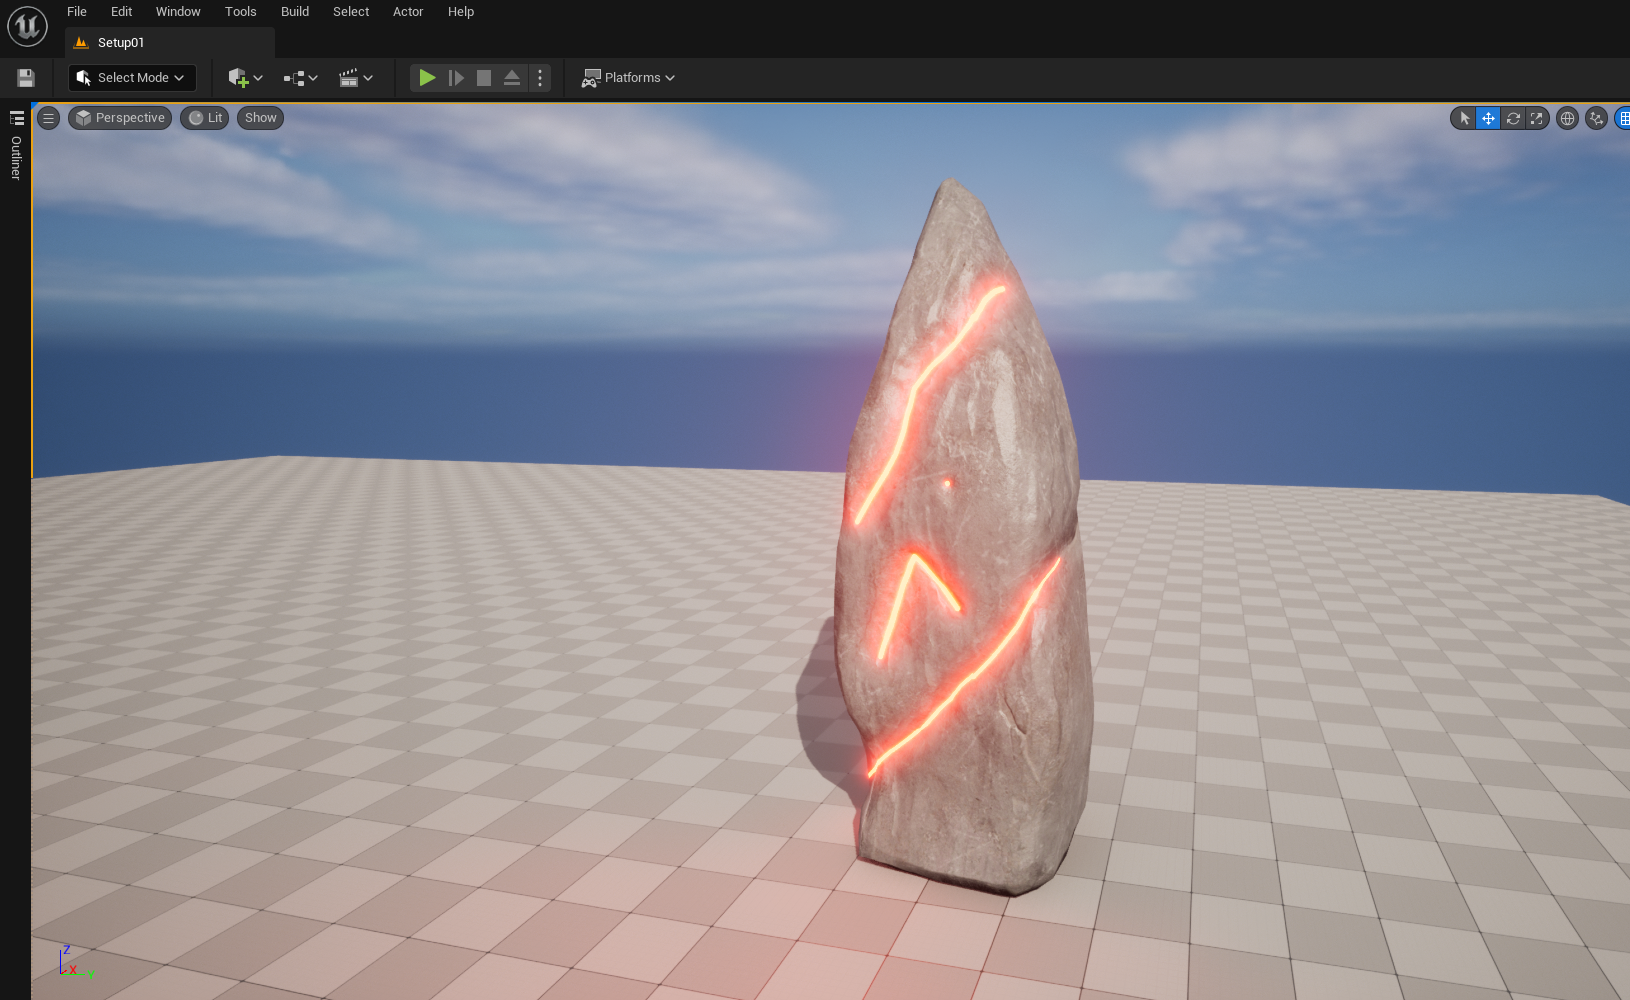 File Edit Window Tools Build Select Actor Help
Setup01
Select Mode Platforms
Perspective Lit Show
Outliner
Z
X Y